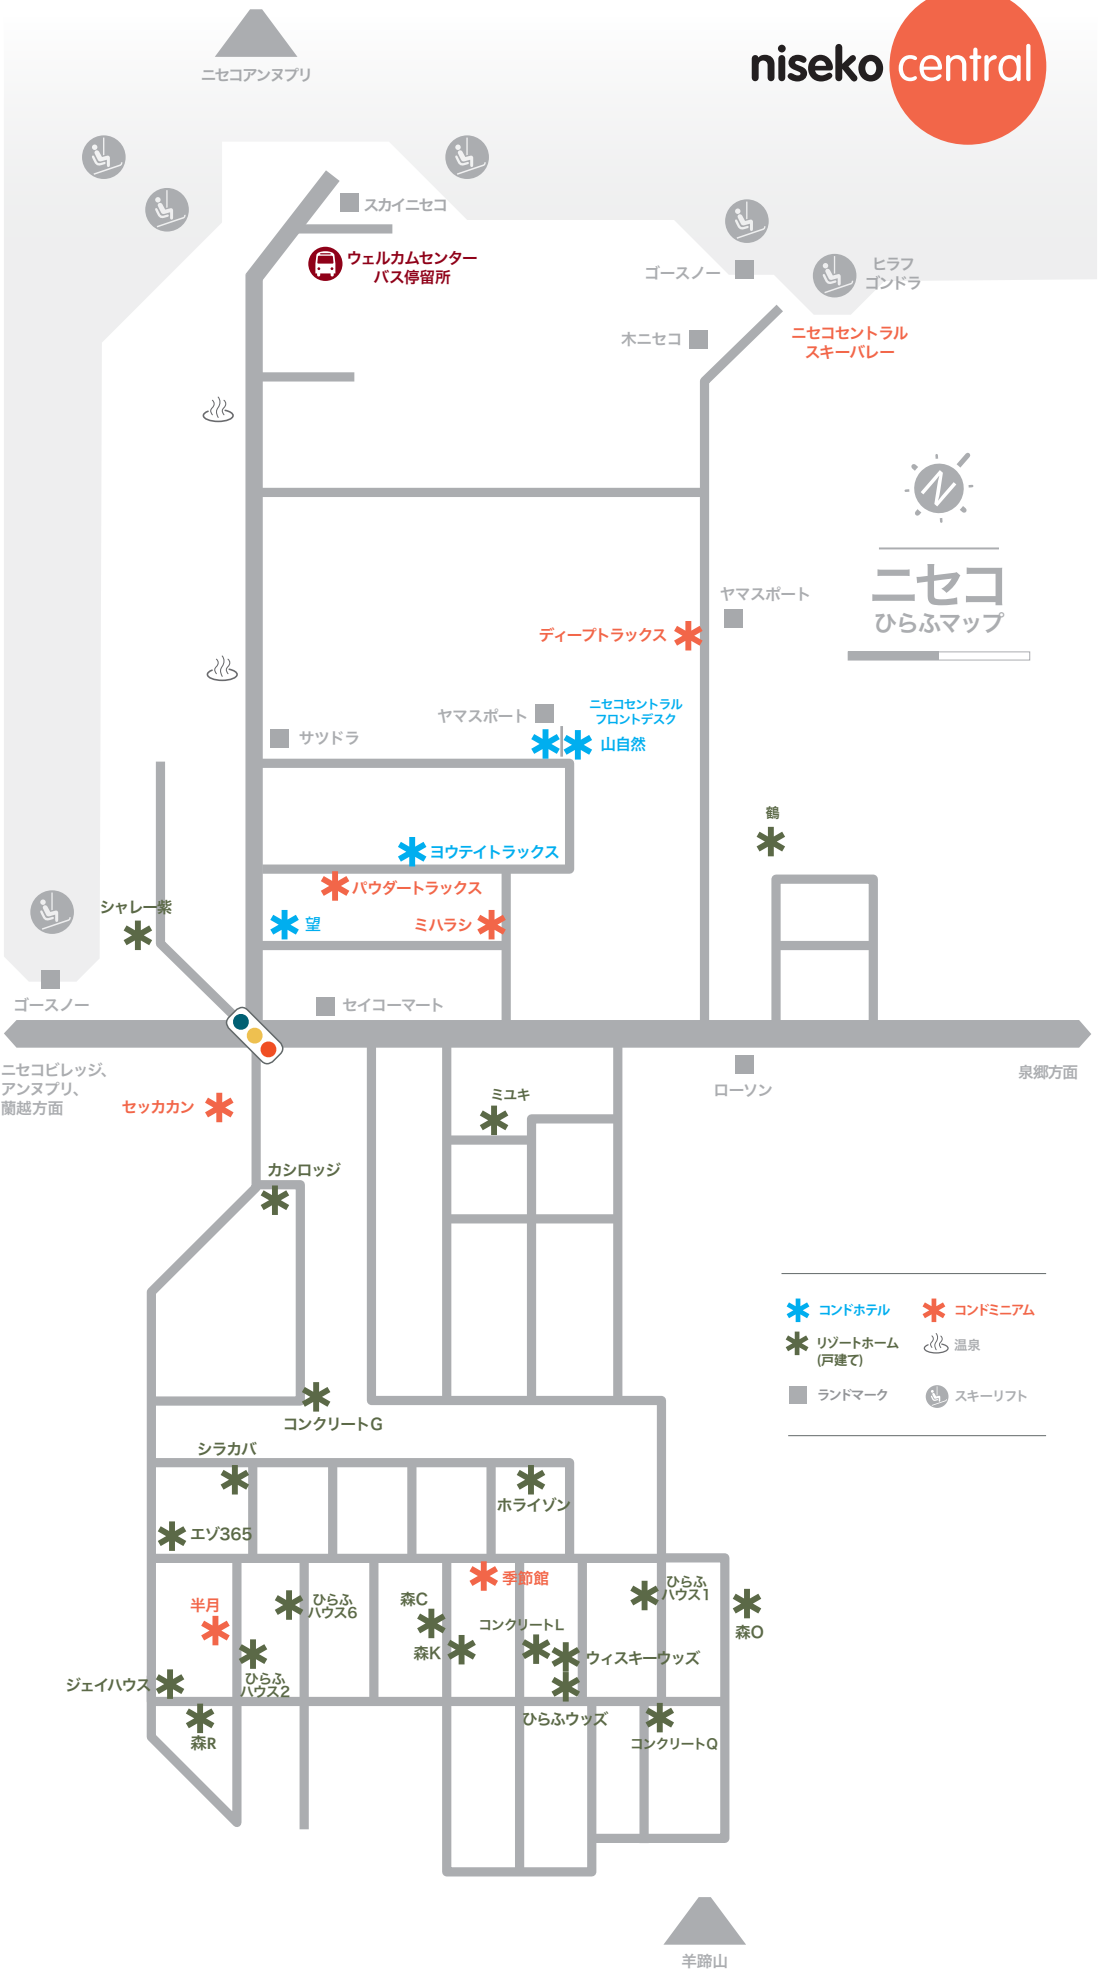 niseko central
ニセコアンヌプリ
スカイニセコ
ウェルカムセンター
バス停留所
ゴースノー
ヒラフ
ゴンドラ
木ニセコ
ニセコセントラル
スキーバレー
N
ニセコ
ひらふマップ
ヤマスポート
ディープトラックス
ニセコセントラル
フロントデスク
ヤマスポート
山自然
サツドラ
鶴
ヨウテイトラックス
パウダートラックス
シャレー紫
望
ミハラシ
ゴースノー
セイコーマート
ニセコビレッジ、
アンヌプリ、
蘭越方面
泉郷方面
ローソン
セッカカン
ミユキ
カシロッジ
コンドホテル
コンドミニアム
リゾートホーム
(戸建て)
温泉
ランドマーク
スキーリフト
コンクリートG
シラカバ
ホライゾン
エゾ365
季節館
ひらふ
ハウス1
半月
ひらふ
ハウス6
森C
コンクリートL
森O
森K
ウィスキーウッズ
ジェイハウス
ひらふ
ハウス2
ひらふウッズ
森R
コンクリートQ
羊蹄山